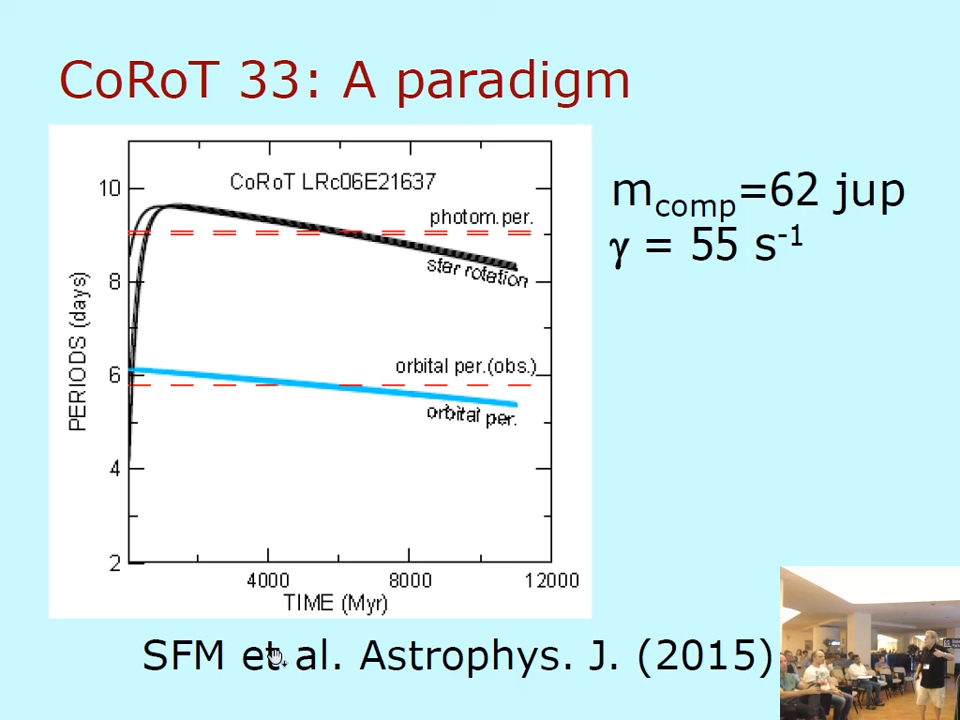 CoRoT 33: A paradigm
CoRoT LRc06E21637
photom.per.
star rotation
orbital per.(obs.)
orbital per.
PERIODS (days)
10
8
6
4
2
4000 8000 12000
TIME (Myr)
mcomp=62 jup
γ = 55 s-1
SFM et al. Astrophys. J. (2015)